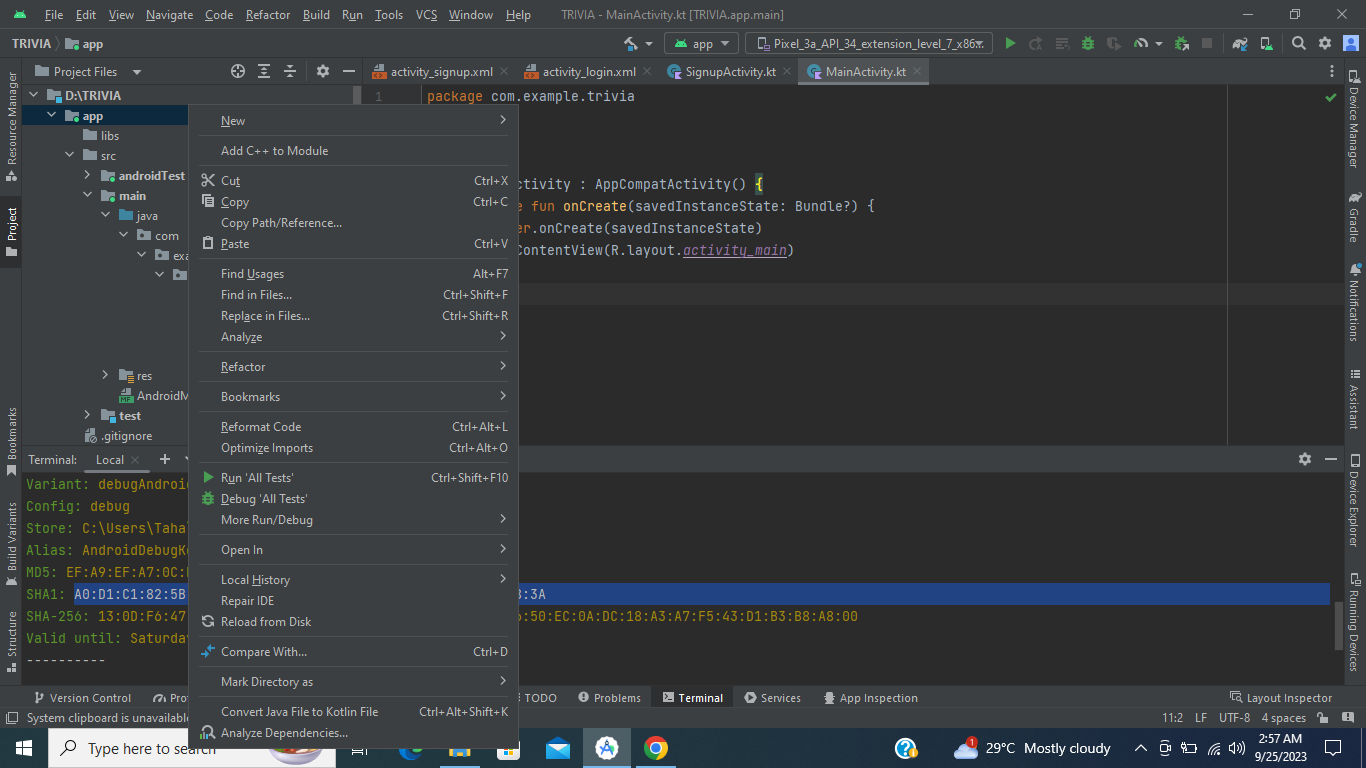 File Edit View Navigate Code Refactor Build Run Tools VCS Window Help TRIVIA - MainActivity.kt [TRIVIA.app.main]
TRIVIA app
app
Pixel_3a_API_34_extension_level_7_x86
Project Files
activity_signup.xml
activity_login.xml
SignupActivity.kt
MainActivity.kt
Resource Manager
Project
Bookmarks
Build Variants
Structure
D:\TRIVIA
app
libs
src
androidTest
main
java
com
exa
res
AndroidM
test
.gitignore
1 package com.example.trivia
ctivity : AppCompatActivity() {
e fun onCreate(savedInstanceState: Bundle?) {
er.onCreate(savedInstanceState)
ContentView(R.layout.activity_main)
New
Add C++ to Module
Cut Ctrl+X
Copy Ctrl+C
Copy Path/Reference...
Paste Ctrl+V
Find Usages Alt+F7
Find in Files... Ctrl+Shift+F
Replace in Files... Ctrl+Shift+R
Analyze
Refactor
Bookmarks
Reformat Code Ctrl+Alt+L
Optimize Imports Ctrl+Alt+O
Run 'All Tests' Ctrl+Shift+F10
Debug 'All Tests'
More Run/Debug
Open In
Local History
Repair IDE
Reload from Disk
Compare With... Ctrl+D
Mark Directory as
Convert Java File to Kotlin File Ctrl+Alt+Shift+K
Analyze Dependencies...
Device Manager
Gradle
Notifications
Assistant
Device Explorer
Running Devices
Terminal: Local
Variant: debugAndroid
Config: debug
Store: C:\Users\Taha
Alias: AndroidDebugKe
MD5: EF:A9:EF:A7:0C:
SHA1: A0:D1:C1:82:5B :3A
SHA-256: 13:0D:F6:47 :50:EC:0A:DC:18:A3:A7:F5:43:D1:B3:B8:A8:00
Valid until: Saturday
----------
Version Control
TODO
Problems
Terminal
Services
App Inspection
Layout Inspector
System clipboard is unavailable
11:2 LF UTF-8 4 spaces
Type here to search
1
29°C Mostly cloudy
2:57 AM
9/25/2023